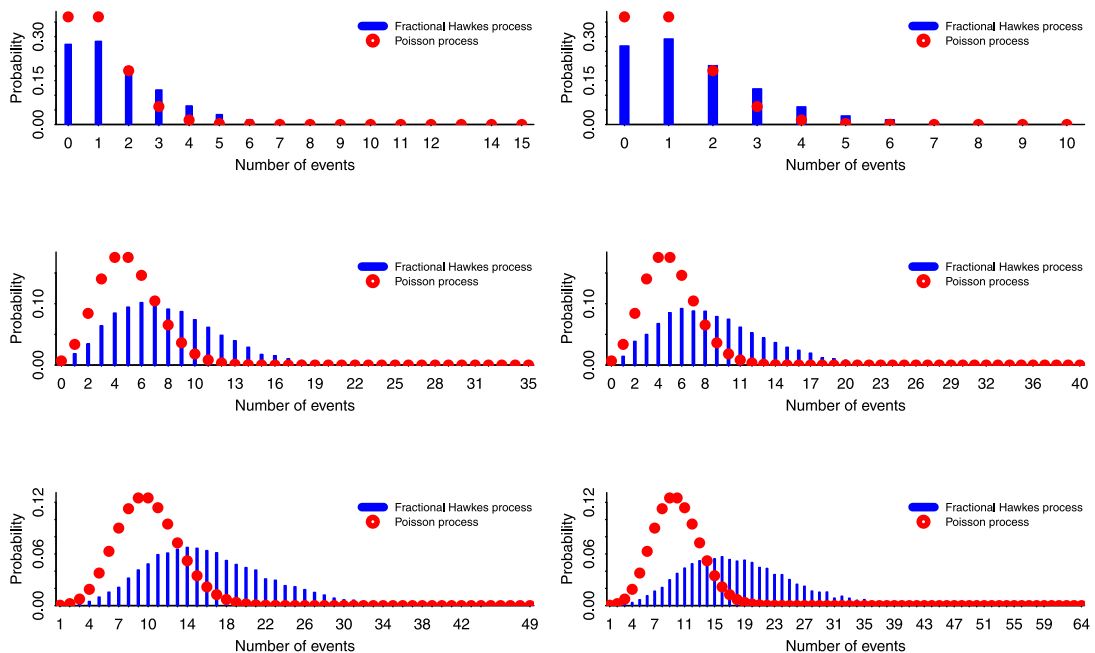 Probability
0.00 0.15 0.30
Fractional Hawkes process
Poisson process
0 1 2 3 4 5 6 7 8 9 10 11 12 14 15
Number of events
Probability
0.00 0.15 0.30
Fractional Hawkes process
Poisson process
0 1 2 3 4 5 6 7 8 9 10
Number of events
Probability
0.00 0.10
Fractional Hawkes process
Poisson process
0 2 4 6 8 10 13 16 19 22 25 28 31 35
Number of events
Probability
0.00 0.10
Fractional Hawkes process
Poisson process
0 2 4 6 8 11 14 17 20 23 26 29 32 36 40
Number of events
Probability
0.00 0.06 0.12
Fractional Hawkes process
Poisson process
1 4 7 10 14 18 22 26 30 34 38 42 49
Number of events
Probability
0.00 0.06 0.12
Fractional Hawkes process
Poisson process
1 4 7 11 15 19 23 27 31 35 39 43 47 51 55 59 64
Number of events